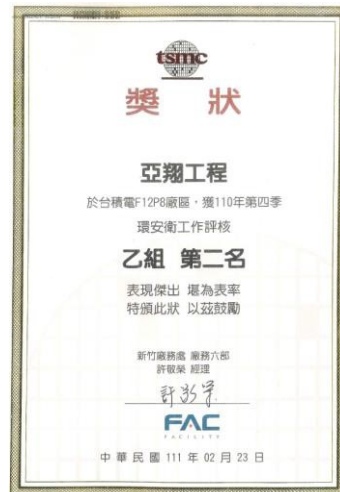 tsmc
獎 狀
亞翔工程
於台積電F12P8廠區，獲110年第四季
環安衛工作評核
乙組 第二名
表現傑出 堪為表率
特頒此狀 以茲鼓勵
新竹廠務處 廠務六部
許敬榮 經理
FAC
FACILITY
中 華 民 國 111 年 02 月 23 日